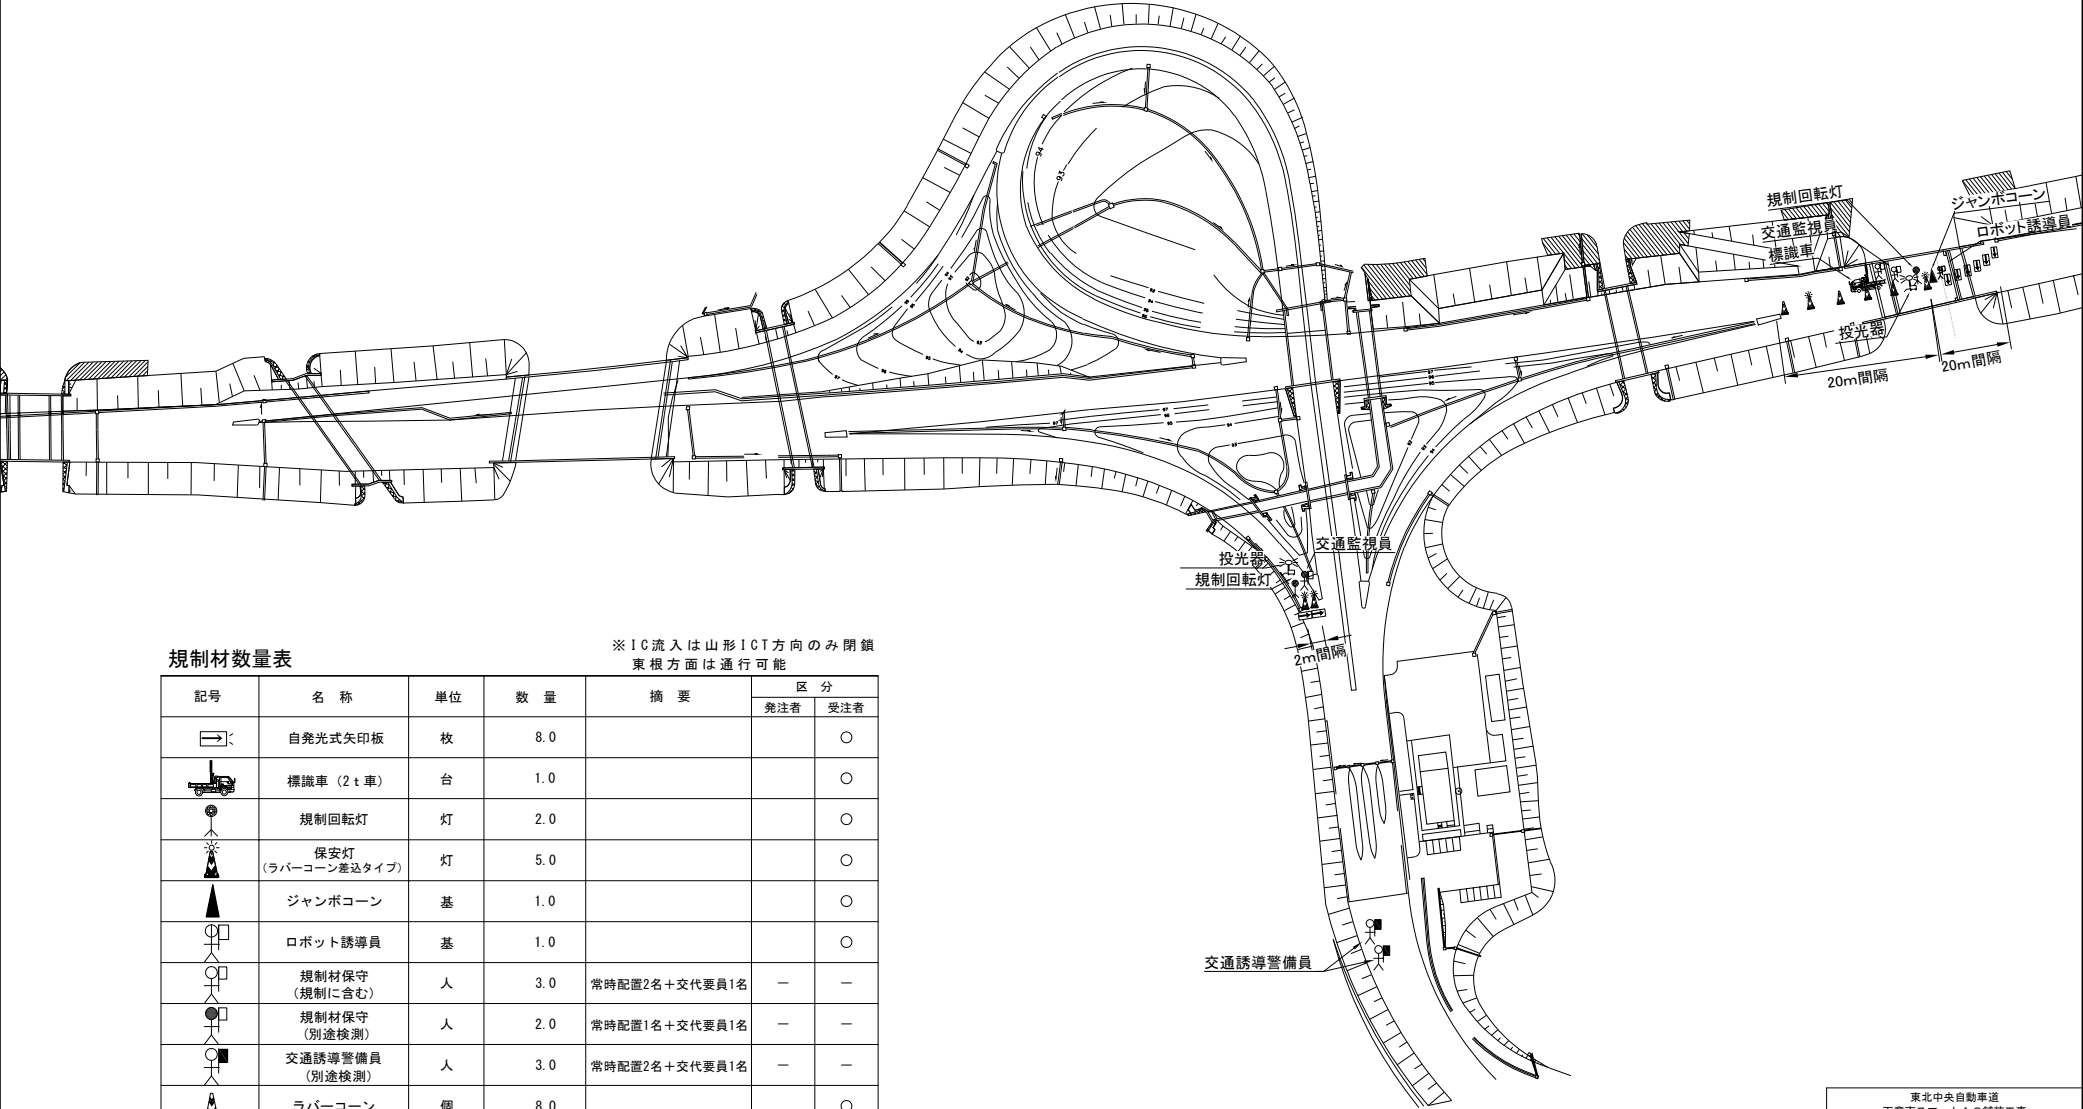 規制回転灯
ジャンボコーン
交通監視員
ロボット誘導員
標識車
投光器
20m間隔
20m間隔
94
93
交通監視員
投光器
規制回転灯
2m間隔
交通誘導警備員
規制材数量表
※IC流入は山形ICT方向のみ閉鎖
東根方面は通行可能
記号 名 称 単位 数 量 摘 要 区 分
発注者 受注者
自発光式矢印板 枚 8.0 ○
標識車（2t車） 台 1.0 ○
規制回転灯 灯 2.0 ○
保安灯
(ラバーコーン差込タイプ) 灯 5.0 ○
ジャンボコーン 基 1.0 ○
ロボット誘導員 基 1.0 ○
規制材保守
(規制に含む) 人 3.0 常時配置2名＋交代要員1名 － －
規制材保守
(別途検測) 人 2.0 常時配置1名＋交代要員1名 － －
交通誘導警備員
(別途検測) 人 3.0 常時配置2名＋交代要員1名 － －
ラバーコーン 個 8.0 ○
東北中央自動車道